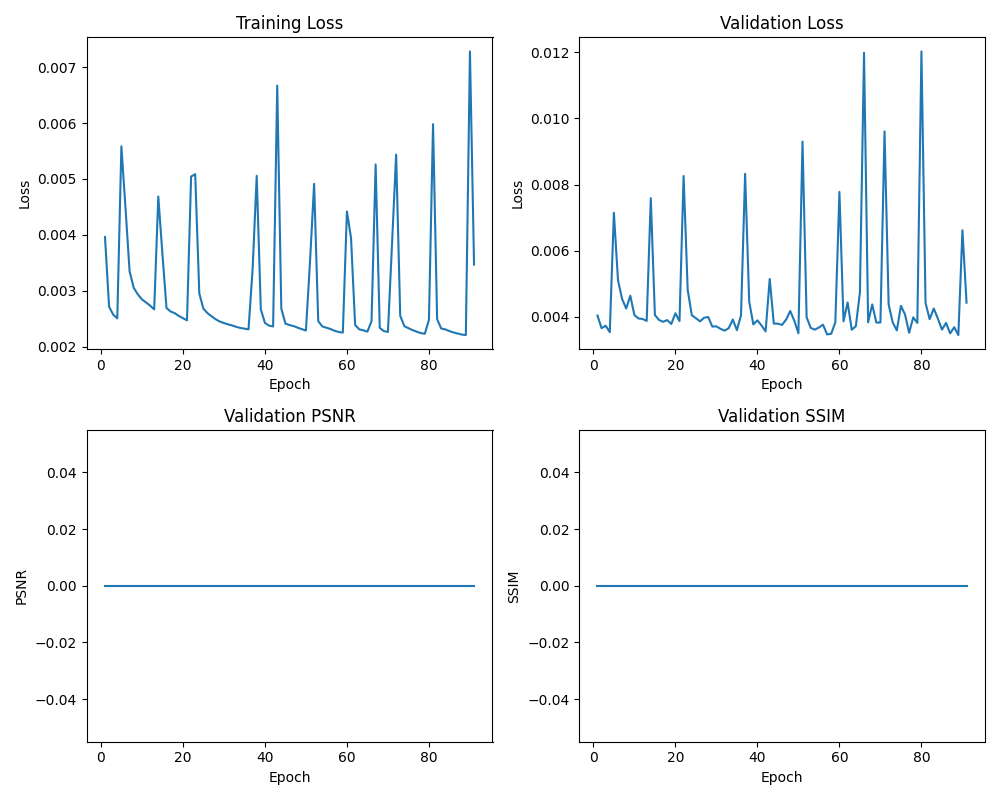 Training Loss
0.007
0.006
0.005
0.004
0.003
0.002
Loss
0 20 40 60 80
Epoch
Validation Loss
0.012
0.010
0.008
0.006
0.004
Loss
0 20 40 60 80
Epoch
Validation PSNR
0.04
0.02
0.00
−0.02
−0.04
PSNR
0 20 40 60 80
Epoch
Validation SSIM
0.04
0.02
0.00
−0.02
−0.04
SSIM
0 20 40 60 80
Epoch